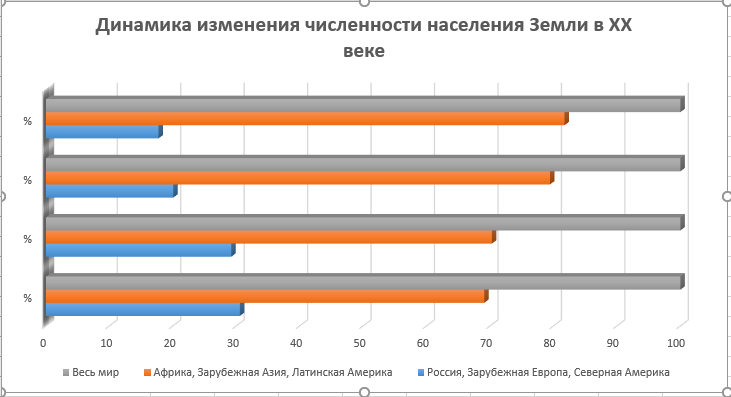 Динамика изменения численности населения Земли в XX
веке
%
%
%
%
0 10 20 30 40 50 60 70 80 90 100
Весь мир Африка, Зарубежная Азия, Латинская Америка Россия, Зарубежная Европа, Северная Америка